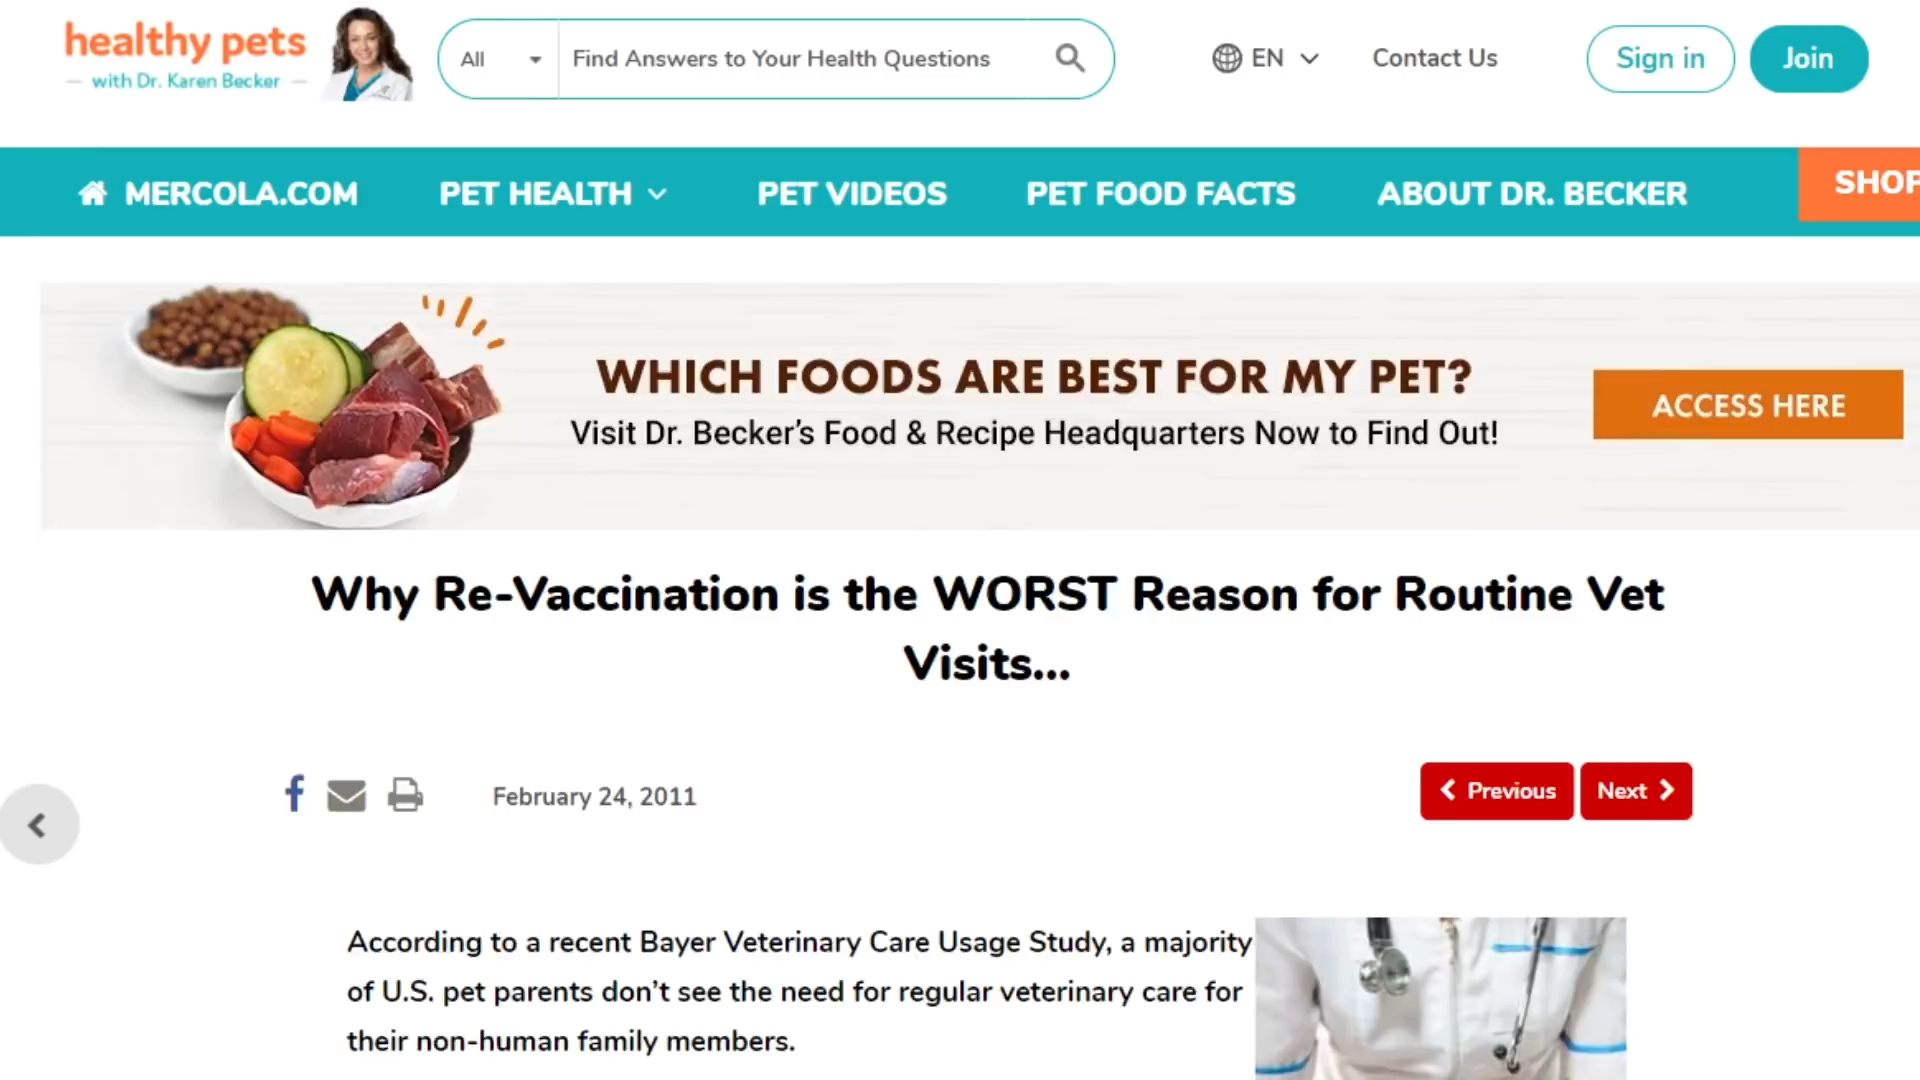 healthy pets
with Dr. Karen Becker
All
Find Answers to Your Health Questions
EN
Contact Us
Sign in
Join
MERCOLA.COM
PET HEALTH
PET VIDEOS
PET FOOD FACTS
ABOUT DR. BECKER
WHICH FOODS ARE BEST FOR MY PET?
Visit Dr. Becker's Food & Recipe Headquarters Now to Find Out!
ACCESS HERE
Why Re-Vaccination is the WORST Reason for Routine Vet
Visits...
February 24, 2011
Previous
Next
According to a recent Bayer Veterinary Care Usage Study, a majority
of U.S. pet parents don't see the need for regular veterinary care for
their non-human family members.